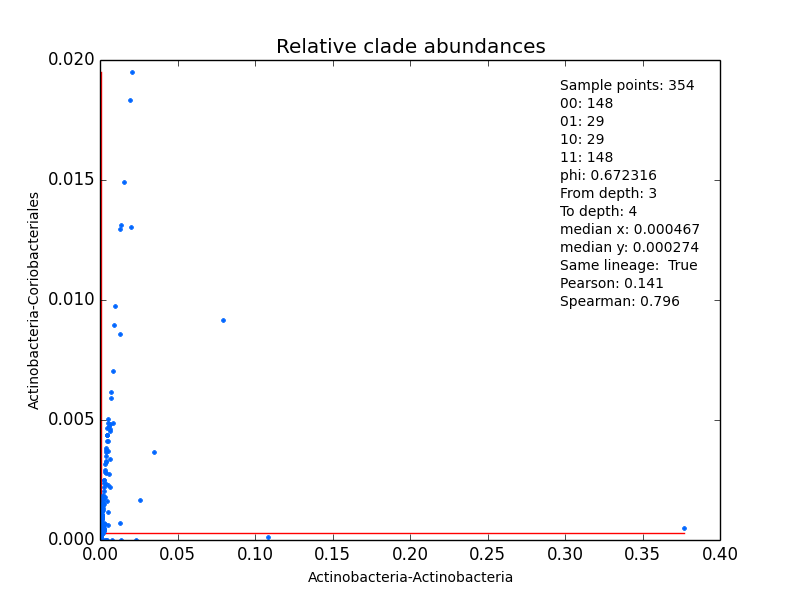 Relative clade abundances
0.020
0.015
0.010
0.005
0.000
Actinobacteria-Coriobacteriales
Sample points: 354
00: 148
01: 29
10: 29
11: 148
phi: 0.672316
From depth: 3
To depth: 4
median x: 0.000467
median y: 0.000274
Same lineage:  True
Pearson: 0.141
Spearman: 0.796
0.00 0.05 0.10 0.15 0.20 0.25 0.30 0.35 0.40
Actinobacteria-Actinobacteria